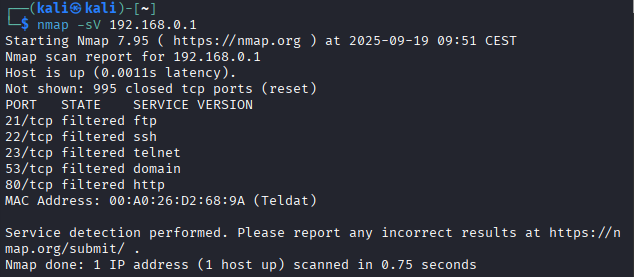 ┌──(kali㉿kali)-[~]
└─$ nmap -sV 192.168.0.1
Starting Nmap 7.95 ( https://nmap.org ) at 2025-09-19 09:51 CEST
Nmap scan report for 192.168.0.1
Host is up (0.0011s latency).
Not shown: 995 closed tcp ports (reset)
PORT   STATE    SERVICE VERSION
21/tcp filtered ftp
22/tcp filtered ssh
23/tcp filtered telnet
53/tcp filtered domain
80/tcp filtered http
MAC Address: 00:A0:26:D2:68:9A (Teldat)
Service detection performed. Please report any incorrect results at https://n
map.org/submit/ .
Nmap done: 1 IP address (1 host up) scanned in 0.75 seconds